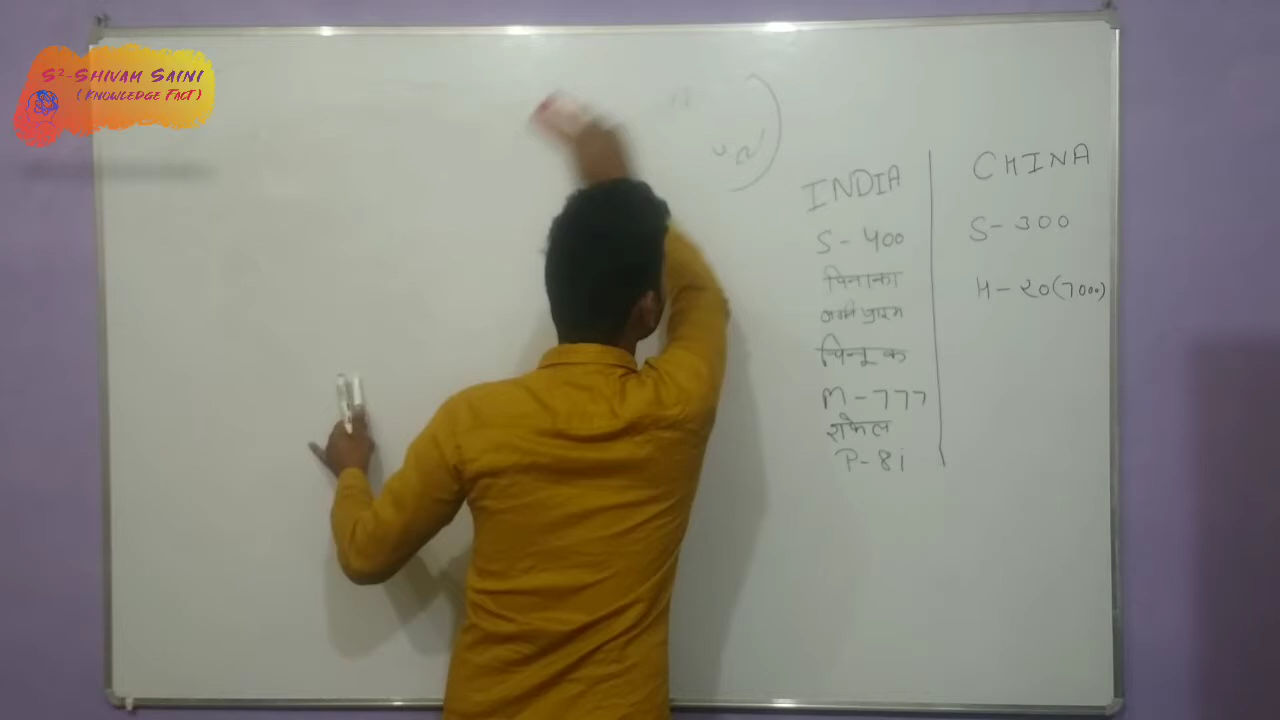 S²-SHIVAM SAINI
(KNOWLEDGE FACT)
INDIA
S-400
पिनाका
चिनूक
M-777
राफेल
P-8i
CHINA
S-300
H-20(7000)